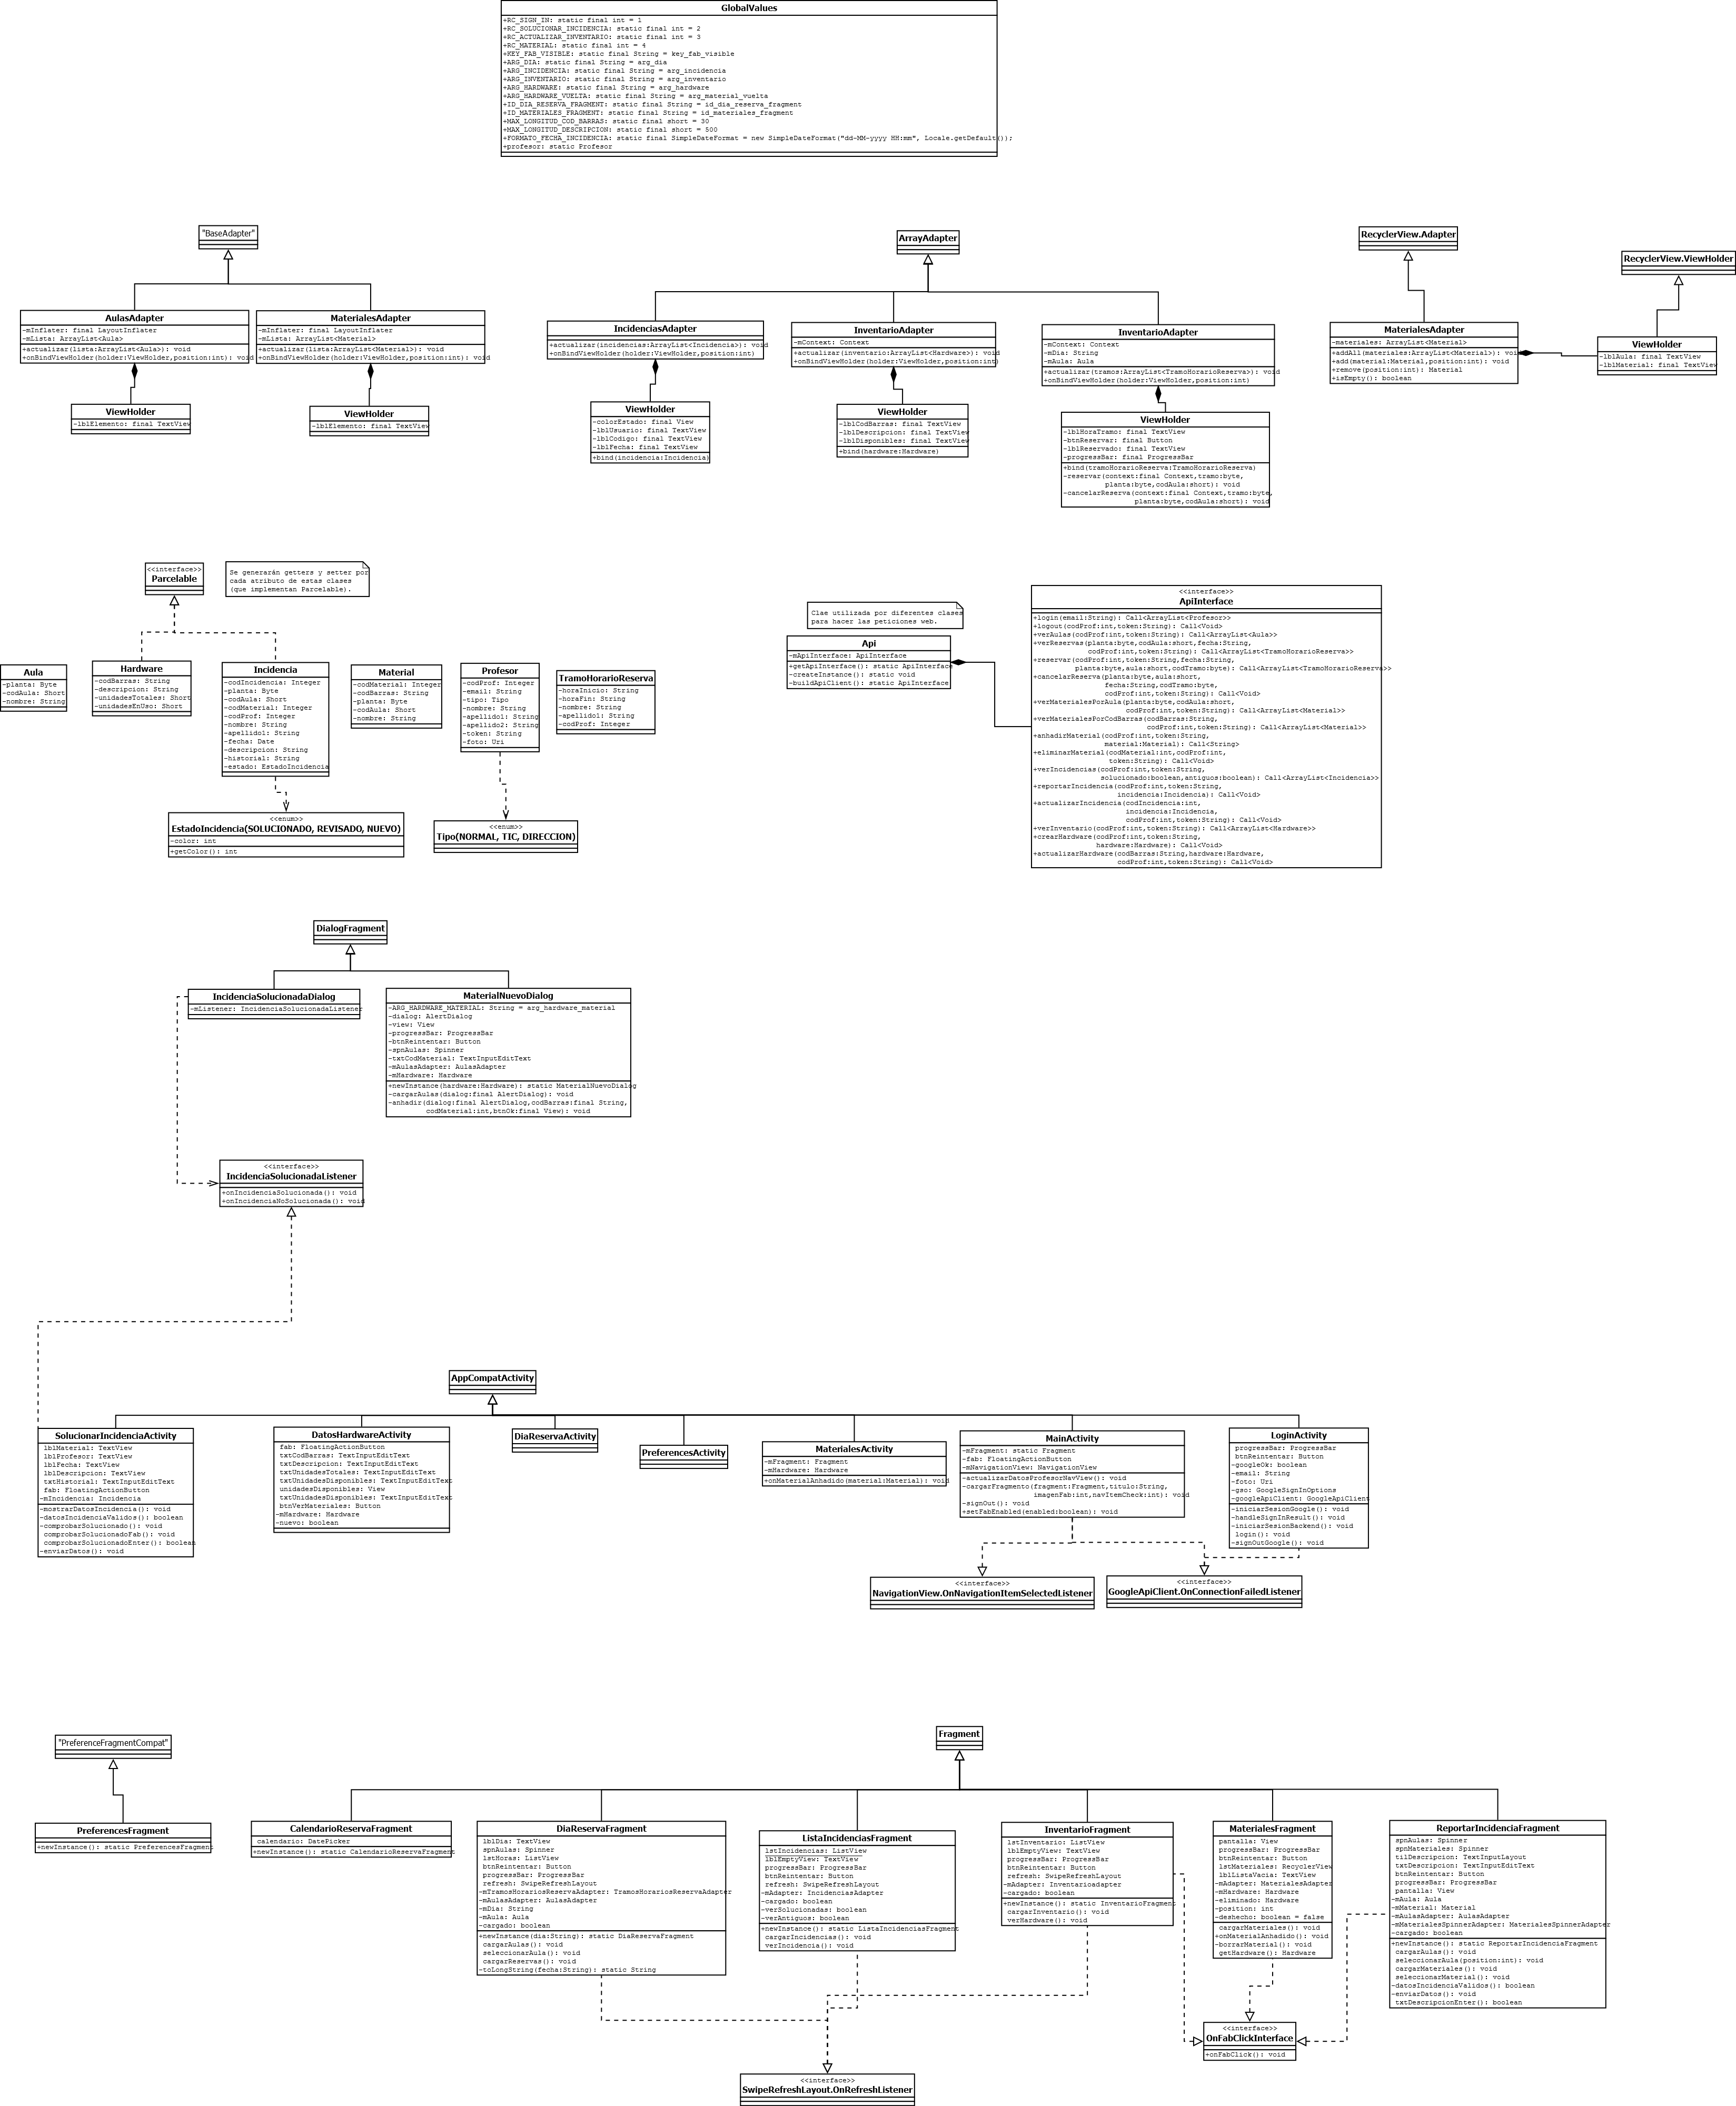 GlobalValues
+RC_SIGN_IN: static final int = 1
+RC_SOLUCIONAR_INCIDENCIA: static final int = 2
+RC_ACTUALIZAR_INVENTARIO: static final int = 3
+RC_MATERIAL: static final int = 4
+KEY_FAB_VISIBLE: static final String = key_fab_visible
+ARG_DIA: static final String = arg_dia
+ARG_INCIDENCIA: static final String = arg_incidencia
+ARG_INVENTARIO: static final String = arg_inventario
+ARG_HARDWARE: static final String = arg_hardware
+ARG_HARDWARE_VUELTA: static final String = arg_material_vuelta
+ID_DIA_RESERVA_FRAGMENT: static final String = id_dia_reserva_fragment
+ID_MATERIALES_FRAGMENT: static final String = id_materiales_fragment
+MAX_LONGITUD_COD_BARRAS: static final short = 30
+MAX_LONGITUD_DESCRIPCION: static final short = 500
+FORMATO_FECHA_INCIDENCIA: static final SimpleDateFormat = new SimpleDateFormat("dd-MM-yyyy HH:mm", Locale.getDefault());
+profesor: static Profesor
"BaseAdapter"
AulasAdapter
-mInflater: final LayoutInflater
-mLista: ArrayList<Aula>
+actualizar(lista:ArrayList<Aula>): void
+onBindViewHolder(holder:ViewHolder,position:int): void
ViewHolder
-lblElemento: final TextView
MaterialesAdapter
-mInflater: final LayoutInflater
-mLista: ArrayList<Material>
+actualizar(lista:ArrayList<Material>): void
+onBindViewHolder(holder:ViewHolder,position:int): void
ViewHolder
-lblElemento: final TextView
ArrayAdapter
IncidenciasAdapter
+actualizar(incidencias:ArrayList<Incidencia>): void
+onBindViewHolder(holder:ViewHolder,position:int)
ViewHolder
-colorEstado: final View
-lblUsuario: final TextView
-lblCodigo: final TextView
-lblFecha: final TextView
+bind(incidencia:Incidencia)
InventarioAdapter
-mContext: Context
+actualizar(inventario:ArrayList<Hardware>): void
+onBindViewHolder(holder:ViewHolder,position:int)
ViewHolder
-lblCodBarras: final TextView
-lblDescripcion: final TextView
-lblDisponibles: final TextView
+bind(hardware:Hardware)
InventarioAdapter
-mContext: Context
-mDia: String
-mAula: Aula
+actualizar(tramos:ArrayList<TramoHorarioReserva>): void
+onBindViewHolder(holder:ViewHolder,position:int)
ViewHolder
-lblHoraTramo: final TextView
-btnReservar: final Button
-lblReservado: final TextView
-progressBar: final ProgressBar
+bind(tramoHorarioReserva:TramoHorarioReserva)
-reservar(context:final Context,tramo:byte,
planta:byte,codAula:short): void
-cancelarReserva(context:final Context,tramo:byte,
planta:byte,codAula:short): void
RecyclerView.Adapter
MaterialesAdapter
-materiales: ArrayList<Material>
+addAll(materiales:ArrayList<Material>): void
+add(material:Material,position:int): void
+remove(position:int): Material
+isEmpty(): boolean
RecyclerView.ViewHolder
ViewHolder
-lblAula: final TextView
-lblMaterial: final TextView
<<interface>>
Parcelable
Se generarán getters y setter por
cada atributo de estas clases
(que implementan Parcelable).
Aula
-planta: Byte
-codAula: Short
-nombre: String
Hardware
-codBarras: String
-descripcion: String
-unidadesTotales: Short
-unidadesEnUso: Short
Incidencia
-codIncidencia: Integer
-planta: Byte
-codAula: Short
-codMaterial: Integer
-codProf: Integer
-nombre: String
-apellido1: String
-fecha: Date
-descripcion: String
-historial: String
-estado: EstadoIncidencia
Material
-codMaterial: Integer
-codBarras: String
-planta: Byte
-codAula: Short
-nombre: String
Profesor
-codProf: Integer
-email: String
-tipo: Tipo
-nombre: String
-apellido1: String
-apellido2: String
-token: String
-foto: Uri
TramoHorarioReserva
-horaInicio: String
-horaFin: String
-nombre: String
-apellido1: String
-codProf: Integer
<<enum>>
EstadoIncidencia(SOLUCIONADO, REVISADO, NUEVO)
-color: int
+getColor(): int
<<enum>>
Tipo(NORMAL, TIC, DIRECCION)
Clae utilizada por diferentes clases
para hacer las peticiones web.
Api
-mApiInterface: ApiInterface
+getApiInterface(): static ApiInterface
-createInstance(): static void
-buildApiClient(): static ApiInterface
<<interface>>
ApiInterface
+login(email:String): Call<ArrayList<Profesor>>
+logout(codProf:int,token:String): Call<Void>
+verAulas(codProf:int,token:String): Call<ArrayList<Aula>>
+verReservas(planta:byte,codAula:short,fecha:String,
codProf:int,token:String): Call<ArrayList<TramoHorarioReserva>>
+reservar(codProf:int,token:String,fecha:String,
planta:byte,aula:short,codTramo:byte): Call<ArrayList<TramoHorarioReserva>>
+cancelarReserva(planta:byte,aula:short,
fecha:String,codTramo:byte,
codProf:int,token:String): Call<Void>
+verMaterialesPorAula(planta:byte,codAula:short,
codProf:int,token:String): Call<ArrayList<Material>>
+verMaterialesPorCodBarras(codBarras:String,
codProf:int,token:String): Call<ArrayList<Material>>
+anhadirMaterial(codProf:int,token:String,
material:Material): Call<String>
+eliminarMaterial(codMaterial:int,codProf:int,
token:String): Call<Void>
+verIncidencias(codProf:int,token:String,
solucionado:boolean,antiguos:boolean): Call<ArrayList<Incidencia>>
+reportarIncidencia(codProf:int,token:String,
incidencia:Incidencia): Call<Void>
+actualizarIncidencia(codIncidencia:int,
incidencia:Incidencia,
codProf:int,token:String): Call<Void>
+verInventario(codProf:int,token:String): Call<ArrayList<Hardware>>
+crearHardware(codProf:int,token:String,
hardware:Hardware): Call<Void>
+actualizarHardware(codBarras:String,hardware:Hardware,
codProf:int,token:String): Call<Void>
DialogFragment
IncidenciaSolucionadaDialog
-mListener: IncidenciaSolucionadaListener
MaterialNuevoDialog
-ARG_HARDWARE_MATERIAL: String = arg_hardware_material
-dialog: AlertDialog
-view: View
-progressBar: ProgressBar
-btnReintentar: Button
-spnAulas: Spinner
-txtCodMaterial: TextInputEditText
-mAulasAdapter: AulasAdapter
-mHardware: Hardware
+newInstance(hardware:Hardware): static MaterialNuevoDialog
-cargarAulas(dialog:final AlertDialog): void
-anhadir(dialog:final AlertDialog,codBarras:final String,
codMaterial:int,btnOk:final View): void
<<interface>>
IncidenciaSolucionadaListener
+onIncidenciaSolucionada(): void
+onIncidenciaNoSolucionada(): void
AppCompatActivity
SolucionarIncidenciaActivity
lblMaterial: TextView
lblProfesor: TextView
lblFecha: TextView
lblDescripcion: TextView
txtHistorial: TextInputEditText
fab: FloatingActionButton
-mIncidencia: Incidencia
-mostrarDatosIncidencia(): void
-datosIncidenciaValidos(): boolean
-comprobarSolucionado(): void
comprobarSolucionadoFab(): void
comprobarSolucionadoEnter(): boolean
-enviarDatos(): void
DatosHardwareActivity
fab: FloatingActionButton
txtCodBarras: TextInputEditText
txtDescripcion: TextInputEditText
txtUnidadesTotales: TextInputEditText
txtUnidadesDisponibles: TextInputEditText
unidadesDisponibles: View
txtUnidadesDisponibles: TextInputEditText
btnVerMateriales: Button
-mHardware: Hardware
-nuevo: boolean
DiaReservaActivity
PreferencesActivity
MaterialesActivity
-mFragment: Fragment
-mHardware: Hardware
+onMaterialAnhadido(material:Material): void
MainActivity
-mFragment: static Fragment
-fab: FloatingActionButton
-mNavigationView: NavigationView
-actualizarDatosProfesorNavView(): void
-cargarFragmento(fragment:Fragment,titulo:String,
imagenFab:int,navItemCheck:int): void
-signOut(): void
+setFabEnabled(enabled:boolean): void
LoginActivity
progressBar: ProgressBar
btnReintentar: Button
-googleOk: boolean
-email: String
-foto: Uri
-gso: GoogleSignInOptions
-googleApiClient: GoogleApiClient
-iniciarSesionGoogle(): void
-handleSignInResult(): void
-iniciarSesionBackend(): void
login(): void
-signOutGoogle(): void
<<interface>>
NavigationView.OnNavigationItemSelectedListener
<<interface>>
GoogleApiClient.OnConnectionFailedListener
"PreferenceFragmentCompat"
PreferencesFragment
+newInstance(): static PreferencesFragment
Fragment
CalendarioReservaFragment
calendario: DatePicker
+newInstance(): static CalendarioReservaFragment
DiaReservaFragment
lblDia: TextView
spnAulas: Spinner
lstHoras: ListView
btnReintentar: Button
progressBar: ProgressBar
refresh: SwipeRefreshLayout
-mTramosHorariosReservaAdapter: TramosHorariosReservaAdapter
-mAulasAdapter: AulasAdapter
-mDia: String
-mAula: Aula
-cargado: boolean
+newInstance(dia:String): static DiaReservaFragment
cargarAulas(): void
seleccionarAula(): void
cargarReservas(): void
-toLongString(fecha:String): static String
ListaIncidenciasFragment
lstIncidencias: ListView
lblEmptyView: TextView
progressBar: ProgressBar
btnReintentar: Button
refresh: SwipeRefreshLayout
-mAdapter: IncidenciasAdapter
-cargado: boolean
-verSolucionadas: boolean
-verAntiguos: boolean
+newInstance(): static ListaIncidenciasFragment
cargarIncidencias(): void
verIncidencia(): void
InventarioFragment
lstInventario: ListView
lblEmptyView: TextView
progressBar: ProgressBar
btnReintentar: Button
refresh: SwipeRefreshLayout
-mAdapter: Inventarioadapter
-cargado: boolean
+newInstance(): static InventarioFragment
cargarInventario(): void
verHardware(): void
MaterialesFragment
pantalla: View
progressBar: ProgressBar
btnReintentar: Button
lstMateriales: RecyclerView
lblListaVacia: TextView
-mAdapter: MaterialesAdapter
-mHardware: Hardware
-eliminado: Hardware
-position: int
-deshecho: boolean = false
cargarMateriales(): void
+onMaterialAnhadido(): void
-borrarMaterial(): void
getHardware(): Hardware
ReportarIncidenciaFragment
spnAulas: Spinner
spnMateriales: Spinner
tilDescripcion: TextInputLayout
txtDescripcion: TextInputEditText
btnReintentar: Button
progressBar: ProgressBar
pantalla: View
-mAula: Aula
-mMaterial: Material
-mAulasAdapter: AulasAdapter
-mMaterialesSpinnerAdapter: MaterialesSpinnerAdapter
-cargado: boolean
+newInstance(): static ReportarIncidenciaFragment
cargarAulas(): void
seleccionarAula(position:int): void
cargarMateriales(): void
seleccionarMaterial(): void
-datosIncidenciaValidos(): boolean
-enviarDatos(): void
txtDescripcionEnter(): boolean
<<interface>>
OnFabClickInterface
+onFabClick(): void
<<interface>>
SwipeRefreshLayout.OnRefreshListener